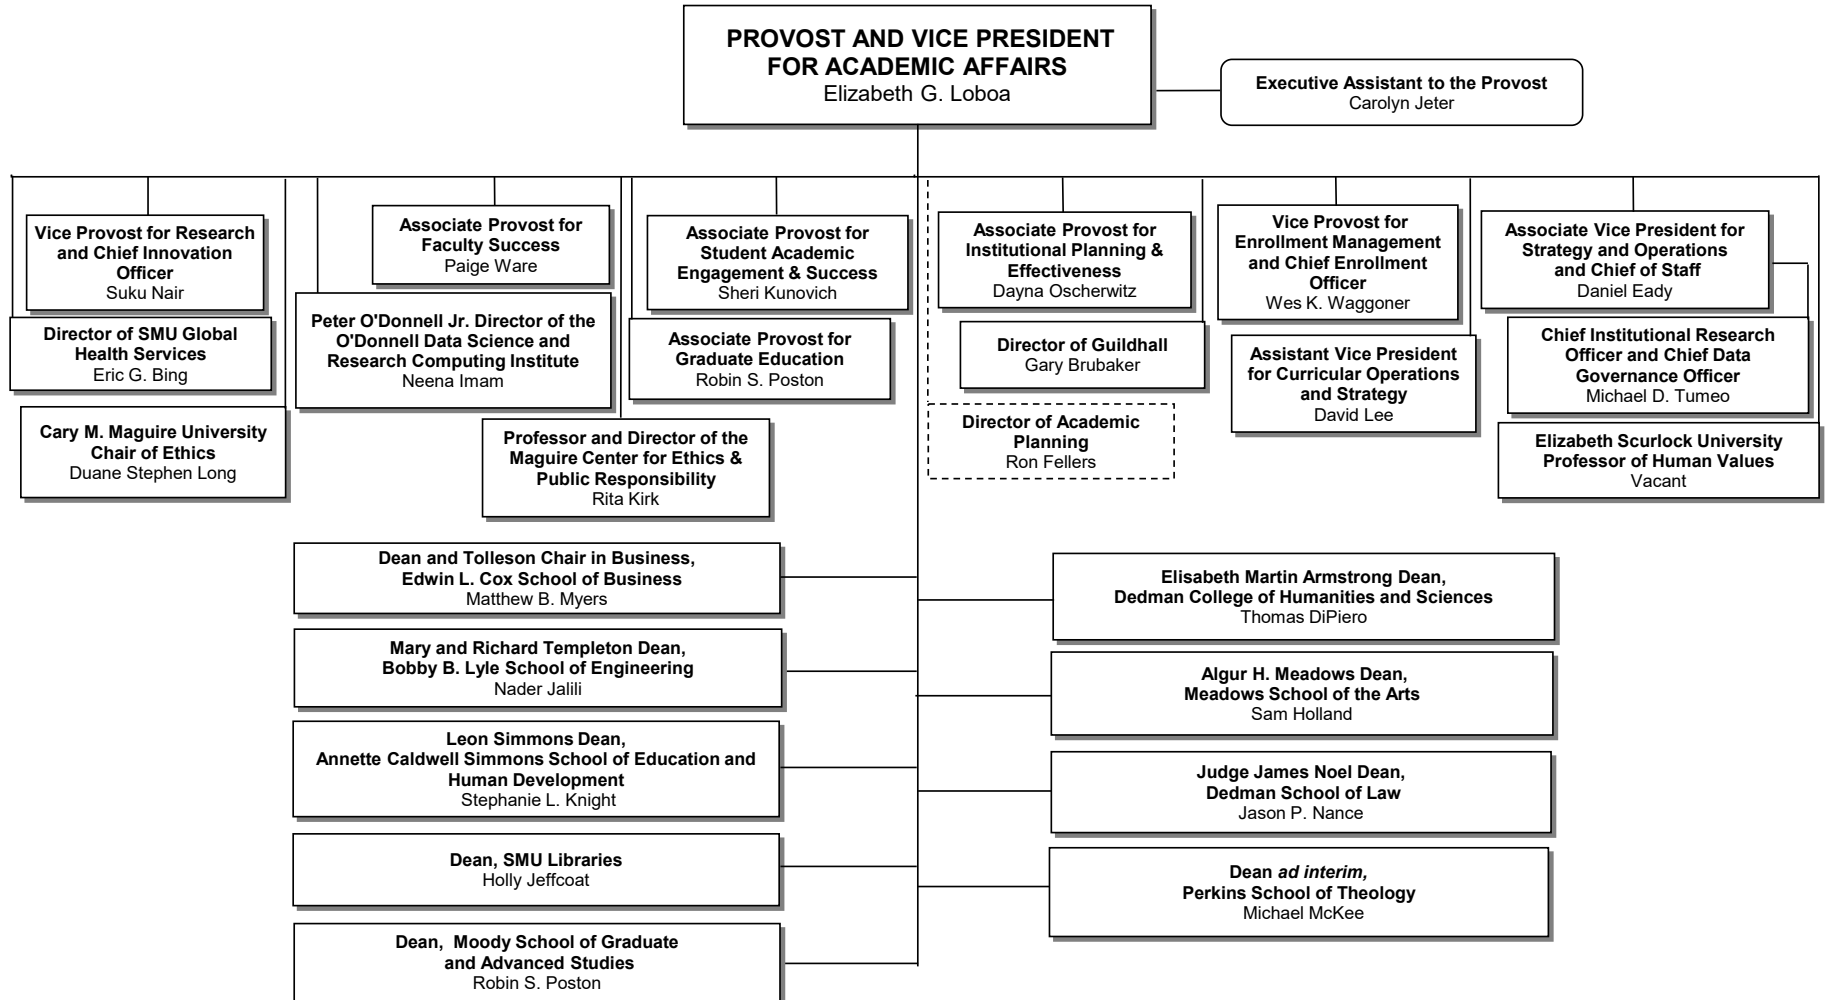 PROVOST AND VICE PRESIDENT
FOR ACADEMIC AFFAIRS
Elizabeth G. Loboa
Executive Assistant to the Provost
Carolyn Jeter
Vice Provost for Research
and Chief Innovation
Officer
Suku Nair
Associate Provost for
Faculty Success
Paige Ware
Associate Provost for
Student Academic
Engagement & Success
Sheri Kunovich
Associate Provost for
Institutional Planning &
Effectiveness
Dayna Oscherwitz
Vice Provost for
Enrollment Management
and Chief Enrollment
Officer
Wes K. Waggoner
Associate Vice President for
Strategy and Operations
and Chief of Staff
Daniel Eady
Director of SMU Global
Health Services
Eric G. Bing
Peter O'Donnell Jr. Director of the
O'Donnell Data Science and
Research Computing Institute
Neena Imam
Associate Provost for
Graduate Education
Robin S. Poston
Director of Guildhall
Gary Brubaker
Assistant Vice President
for Curricular Operations
and Strategy
David Lee
Chief Institutional Research
Officer and Chief Data
Governance Officer
Michael D. Tumeo
Cary M. Maguire University
Chair of Ethics
Duane Stephen Long
Professor and Director of the
Maguire Center for Ethics &
Public Responsibility
Rita Kirk
Director of Academic
Planning
Ron Fellers
Elizabeth Scurlock University
Professor of Human Values
Vacant
Dean and Tolleson Chair in Business,
Edwin L. Cox School of Business
Matthew B. Myers
Elisabeth Martin Armstrong Dean,
Dedman College of Humanities and Sciences
Thomas DiPiero
Mary and Richard Templeton Dean,
Bobby B. Lyle School of Engineering
Nader Jalili
Algur H. Meadows Dean,
Meadows School of the Arts
Sam Holland
Leon Simmons Dean,
Annette Caldwell Simmons School of Education and
Human Development
Stephanie L. Knight
Judge James Noel Dean,
Dedman School of Law
Jason P. Nance
Dean, SMU Libraries
Holly Jeffcoat
Dean ad interim,
Perkins School of Theology
Michael McKee
Dean, Moody School of Graduate
and Advanced Studies
Robin S. Poston